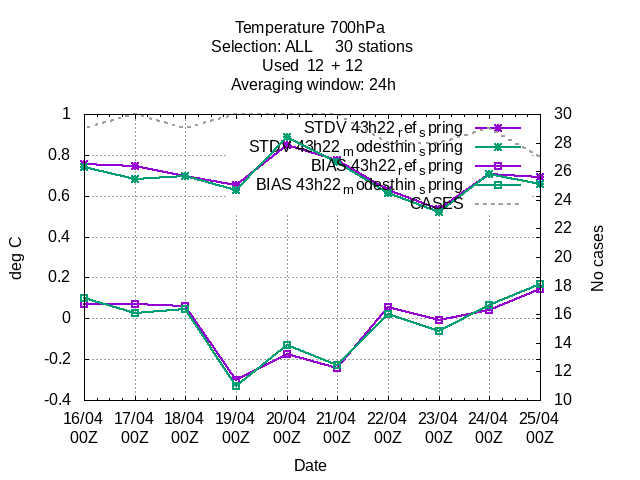 Temperature 700hPa
Selection: ALL 30 stations
Used 12 + 12
Averaging window: 24h
STDV 43h22refspring
STDV 43h22modesthinspring
BIAS 43h22refspring
BIAS 43h22modesthinspring
CASES
1
0.8
0.6
0.4
0.2
0
-0.2
-0.4
deg C
30
28
26
24
22
20
18
16
14
12
10
No cases
16/04 17/04 18/04 19/04 20/04 21/04 22/04 23/04 24/04 25/04
00Z 00Z 00Z 00Z 00Z 00Z 00Z 00Z 00Z 00Z
Date